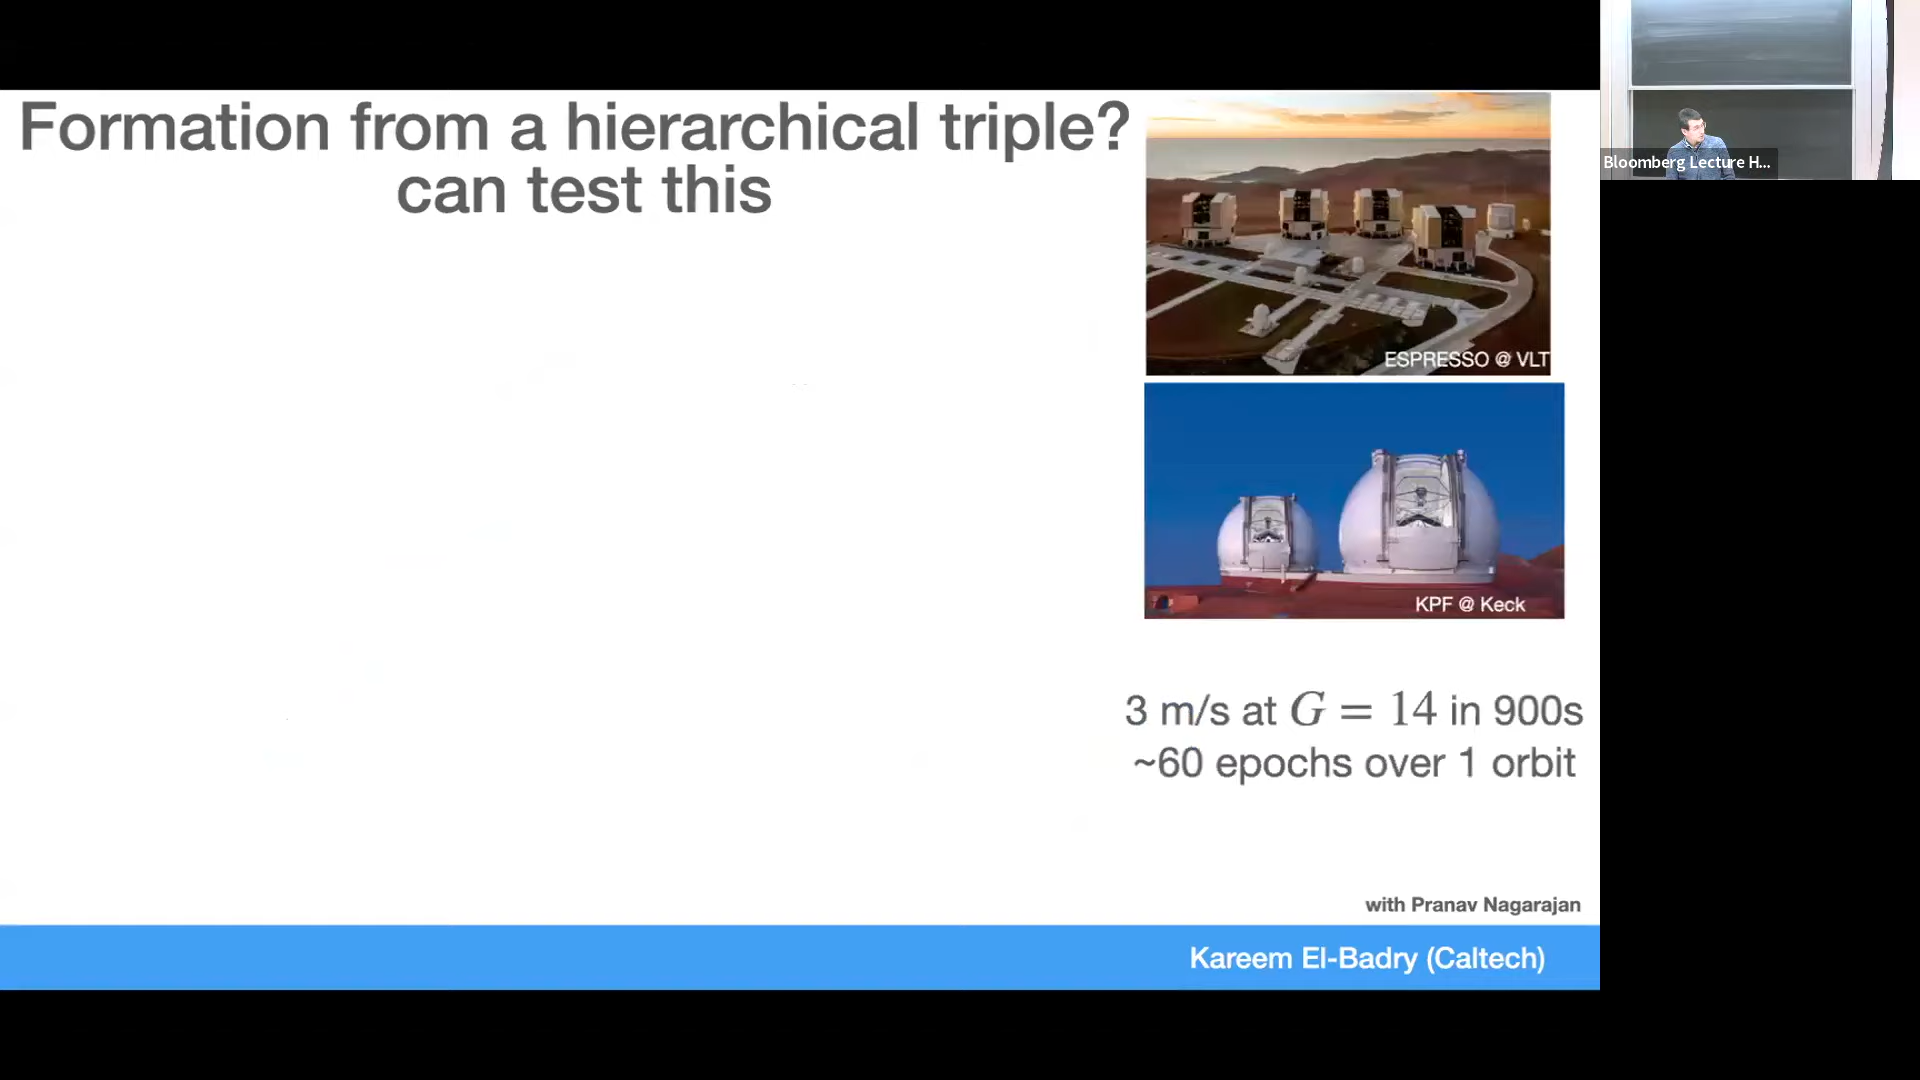 Formation from a hierarchical triple?
can test this
ESPRESSO @ VLT
KPF @ Keck
3 m/s at G = 14 in 900s
~60 epochs over 1 orbit
with Pranav Nagarajan
Kareem El-Badry (Caltech)
Bloomberg Lecture H...